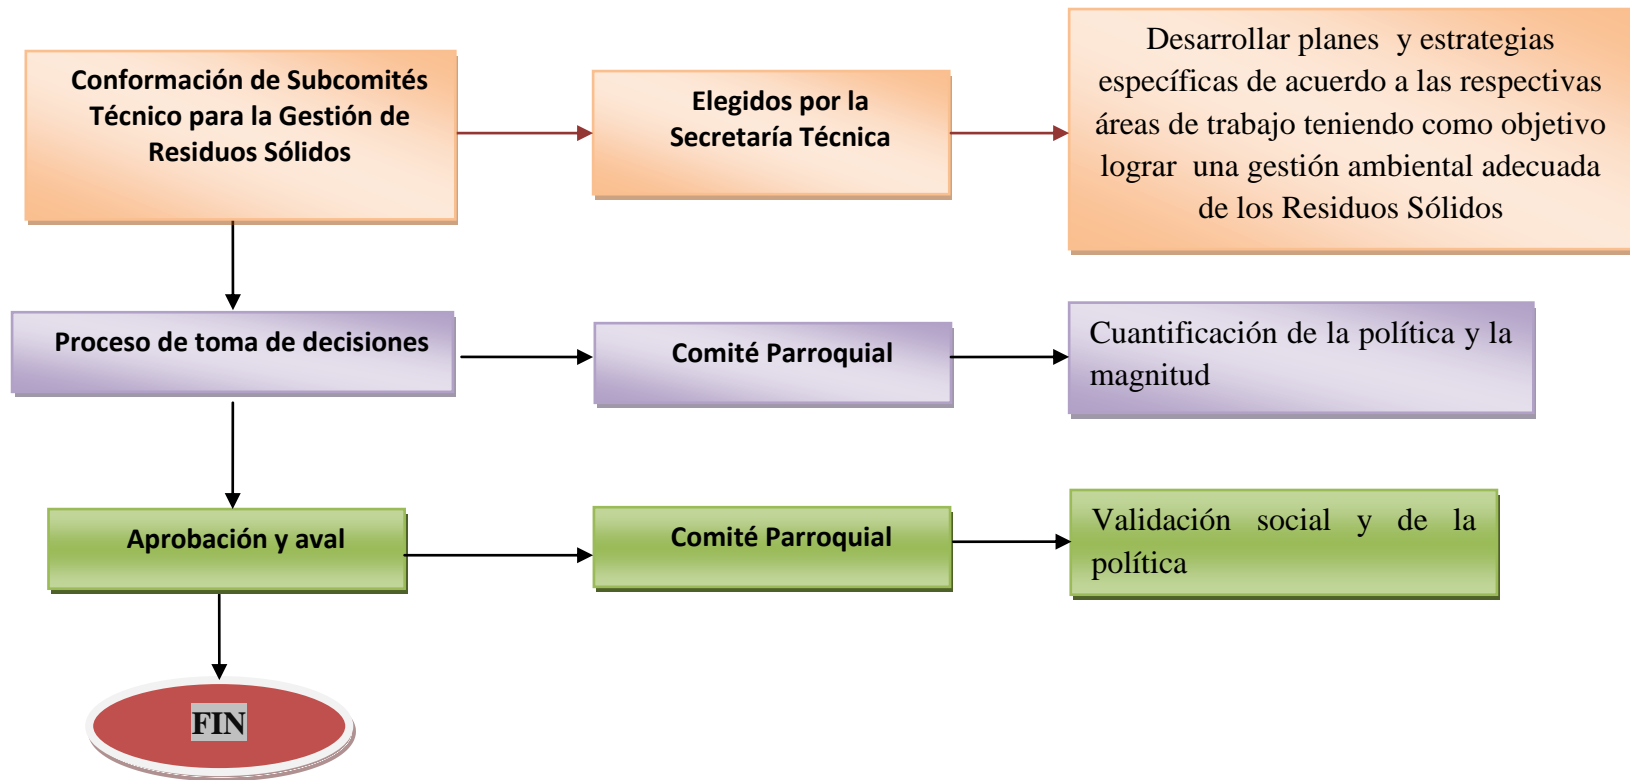 Conformación de Subcomités
Técnico para la Gestión de
Residuos Sólidos
Elegidos por la
Secretaría Técnica
Desarrollar planes y estrategias
específicas de acuerdo a las respectivas
áreas de trabajo teniendo como objetivo
lograr una gestión ambiental adecuada
de los Residuos Sólidos
Proceso de toma de decisiones
Comité Parroquial
Cuantificación de la política y la
magnitud
Aprobación y aval
Comité Parroquial
Validación social y de la
política
FIN